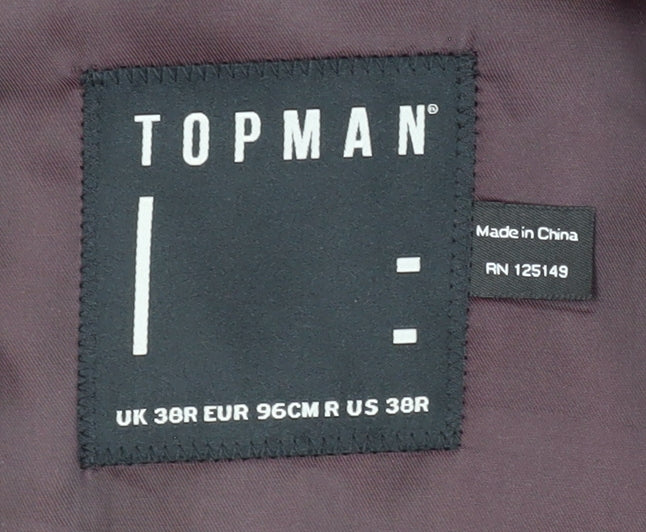 TOPMAN®
Made in China
RN 125149
UK 38R EUR 96CM R US 38R